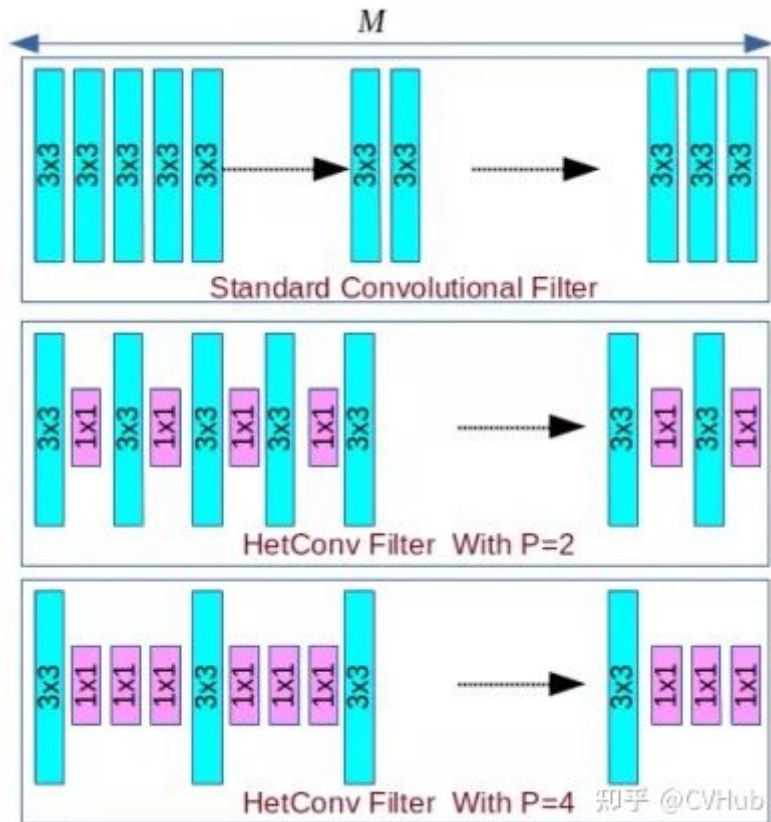 M
3x3 3x3 3x3 3x3 3x3 3x3 3x3 3x3 3x3 3x3
Standard Convolutional Filter
3x3 1x1 3x3 1x1 3x3 1x1 3x3 1x1 3x3 3x3 1x1 3x3 1x1
HetConv Filter With P=2
3x3 1x1 1x1 1x1 3x3 1x1 1x1 1x1 3x3 3x3 1x1 1x1 1x1
HetConv Filter With P=4
知乎 @CVHub